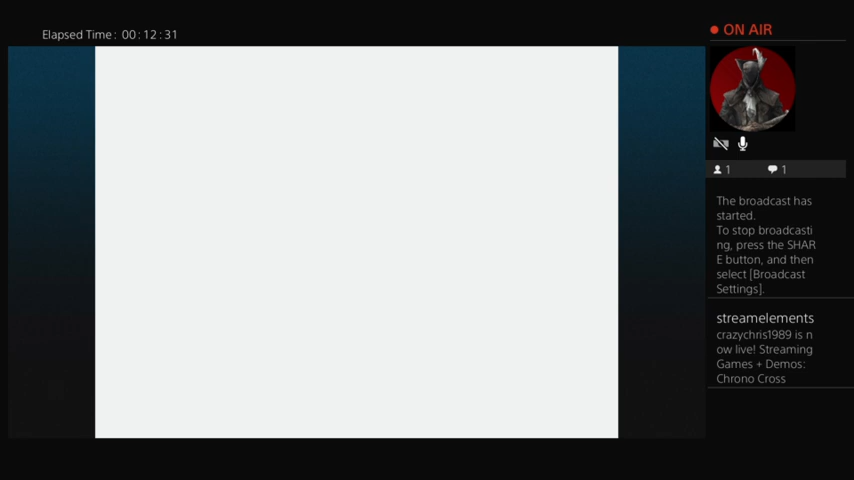 Elapsed Time: 00:12:31
ON AIR
1 1
The broadcast has
started.
To stop broadcasti
ng, press the SHAR
E button, and then
select [Broadcast
Settings].
streamelements
crazychris1989 is n
ow live! Streaming
Games + Demos:
Chrono Cross